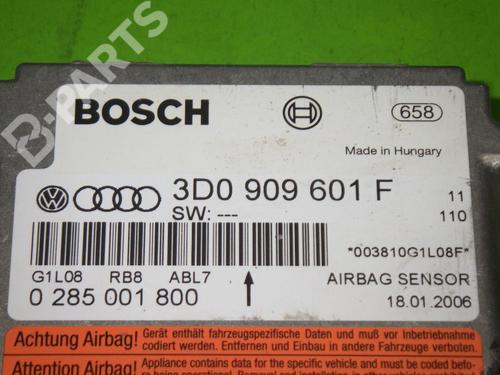 BOSCH
658
Made in Hungary
3D0 909 601 F
11
SW: ---
110
*003810G1L08F*
G1L08 RB8 ABL7
AIRBAG SENSOR
0 285 001 800
18.01.2006
Achtung Airbag! Gerät enthält fahrzeugspezifische Daten und muß vor Inbetriebnahme
codiert werden. Entfernen und Einbau in andere Fahrzeuge verboten.
Attention Airbag! Appliance contains data for the specific vehicle and must be coded before
B-PARTS